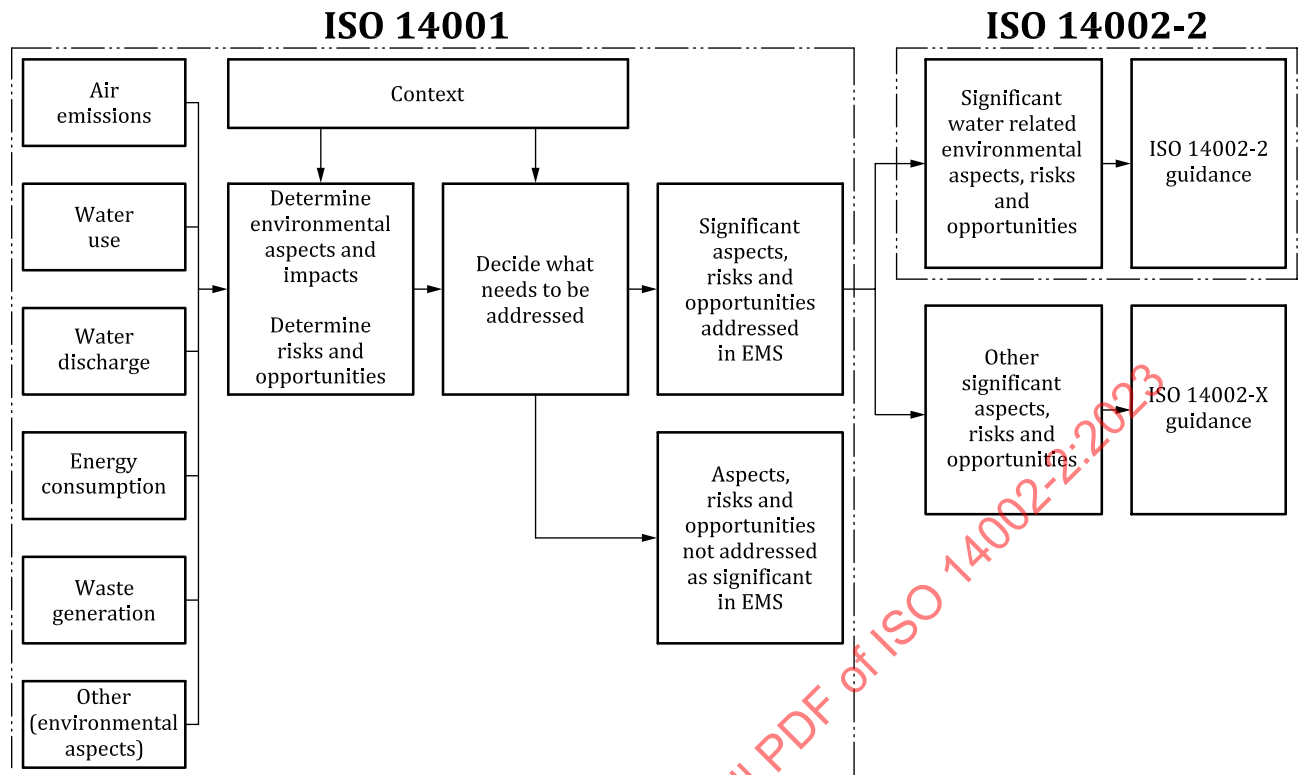 ISO 14001
ISO 14002-2
Air
emissions
Water
use
Water
discharge
Energy
consumption
Waste
generation
Other
(environmental
aspects)
Context
Determine
environmental
aspects and
impacts
Determine
risks and
opportunities
Decide what
needs to be
addressed
Significant
aspects,
risks and
opportunities
addressed
in EMS
Aspects,
risks and
opportunities
not addressed
as significant
in EMS
Significant
water related
environmental
aspects, risks
and
opportunities
ISO 14002-2
guidance
Other
significant
aspects,
risks and
opportunities
ISO 14002-X
guidance
PDF of ISO 14002-2:2023